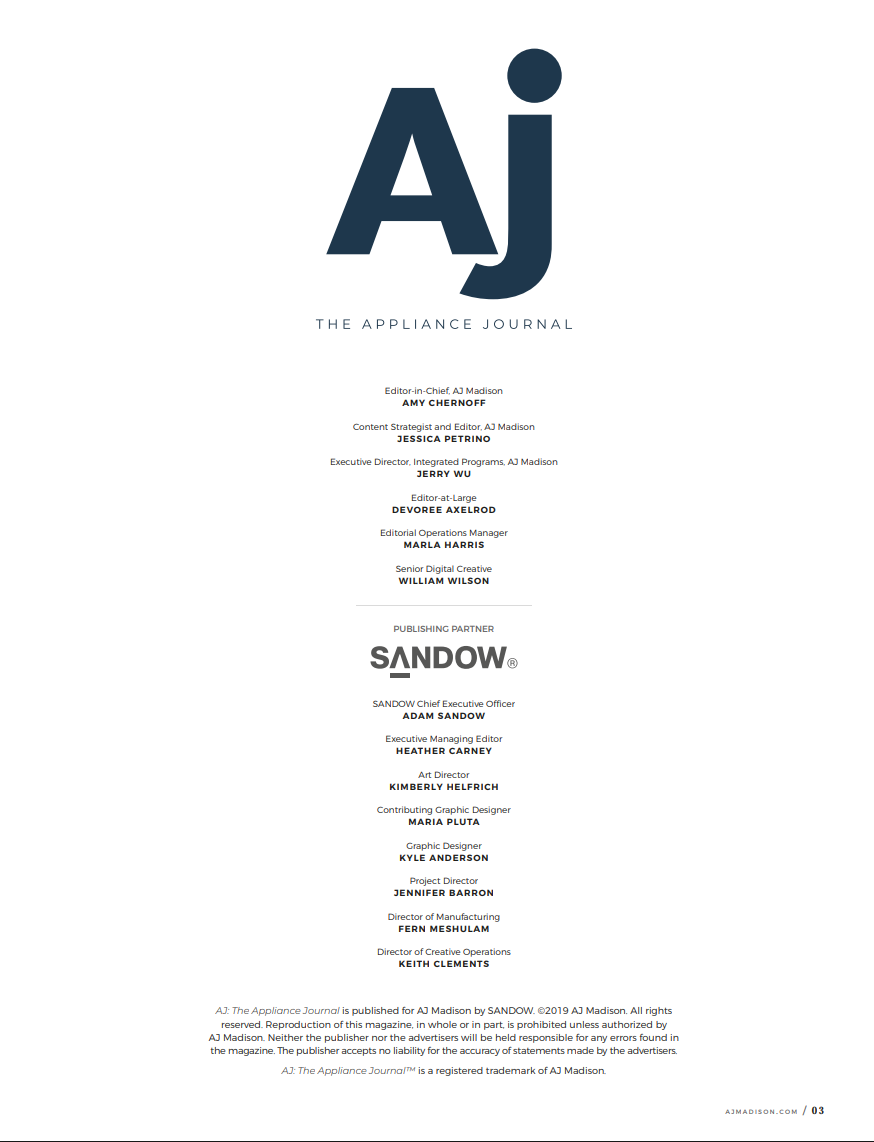 Aj
THE APPLIANCE JOURNAL
Editor-in-Chief, AJ Madison
AMY CHERNOFF
Content Strategist and Editor, AJ Madison
JESSICA PETRINO
Executive Director, Integrated Programs, AJ Madison
JERRY WU
Editor-at-Large
DEVOREE AXELROD
Editorial Operations Manager
MARLA HARRIS
Senior Digital Creative
WILLIAM WILSON
PUBLISHING PARTNER
SANDOW®
SANDOW Chief Executive Officer
ADAM SANDOW
Executive Managing Editor
HEATHER CARNEY
Art Director
KIMBERLY HELFRICH
Contributing Graphic Designer
MARIA PLUTA
Graphic Designer
KYLE ANDERSON
Project Director
JENNIFER BARRON
Director of Manufacturing
FERN MESHULAM
Director of Creative Operations
KEITH CLEMENTS
AJ: The Appliance Journal is published for AJ Madison by SANDOW. ©2019 AJ Madison. All rights
reserved. Reproduction of this magazine, in whole or in part, is prohibited unless authorized by
AJ Madison. Neither the publisher nor the advertisers will be held responsible for any errors found in
the magazine. The publisher accepts no liability for the accuracy of statements made by the advertisers.
AJ: The Appliance Journal™ is a registered trademark of AJ Madison.
AJMADISON.COM / 03